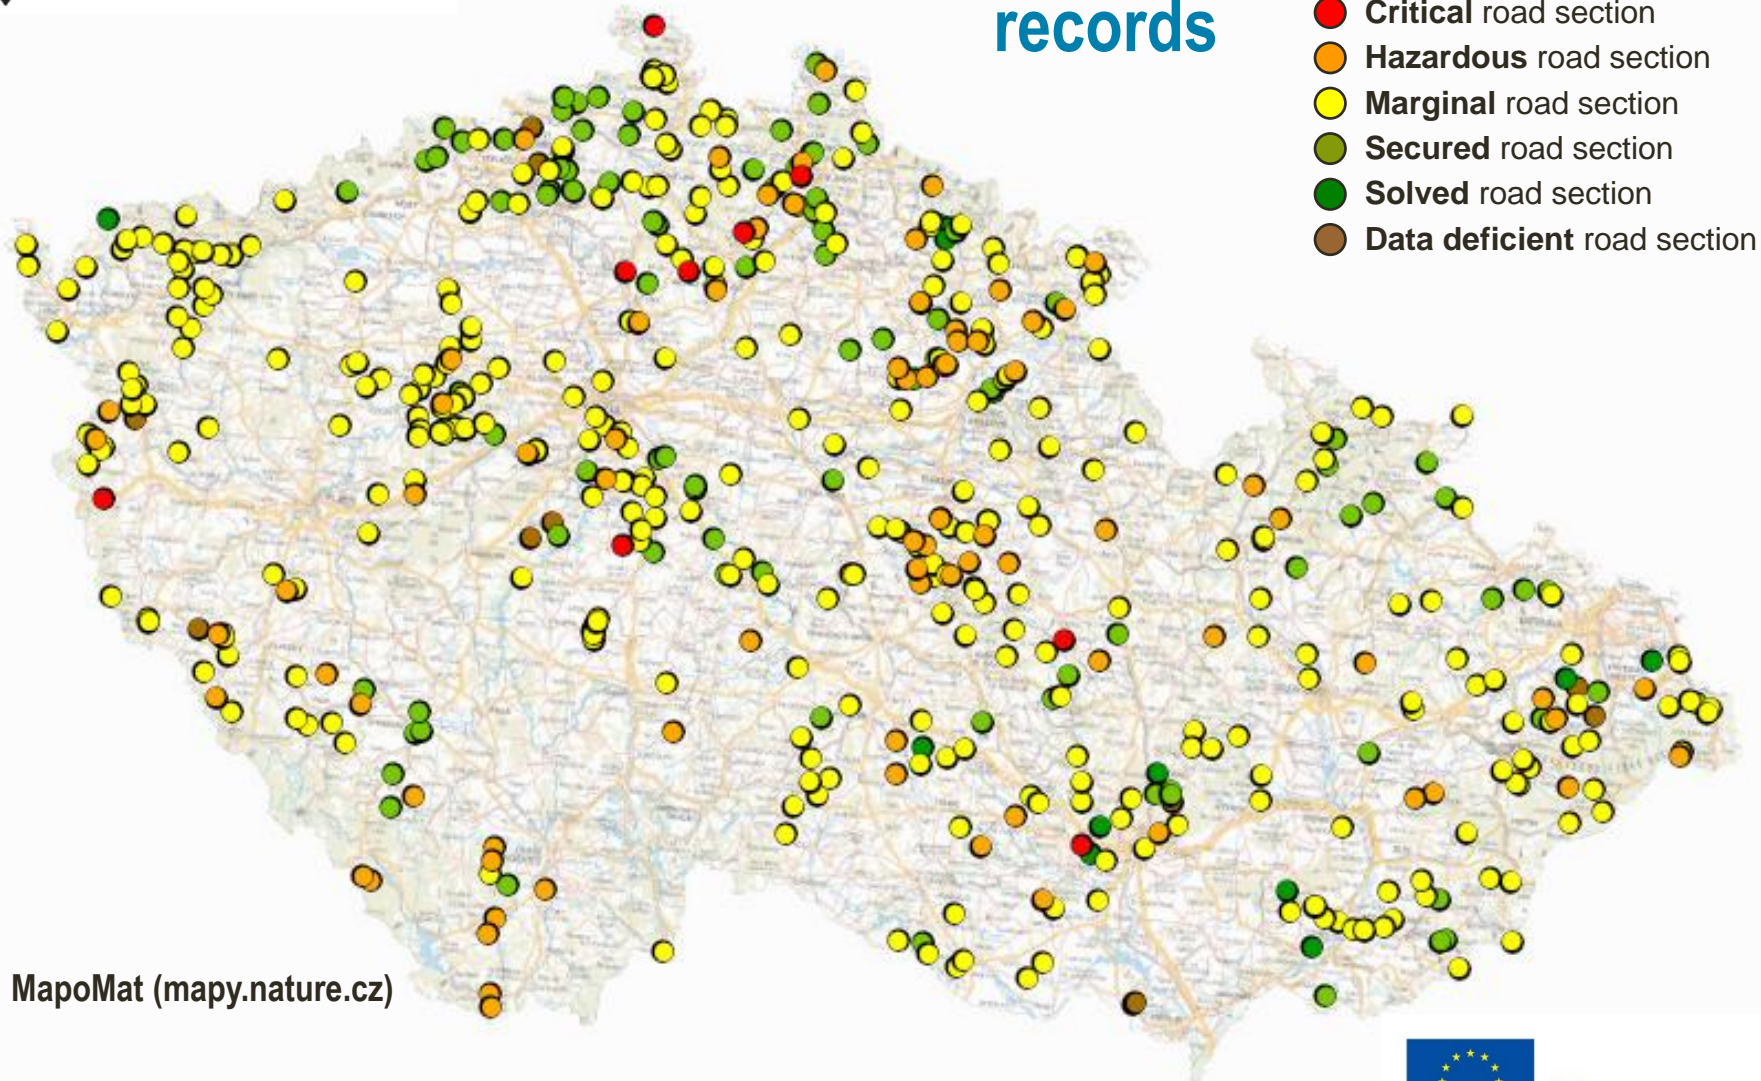 records
Critical road section
Hazardous road section
Marginal road section
Secured road section
Solved road section
Data deficient road section
MapoMat (mapy.nature.cz)